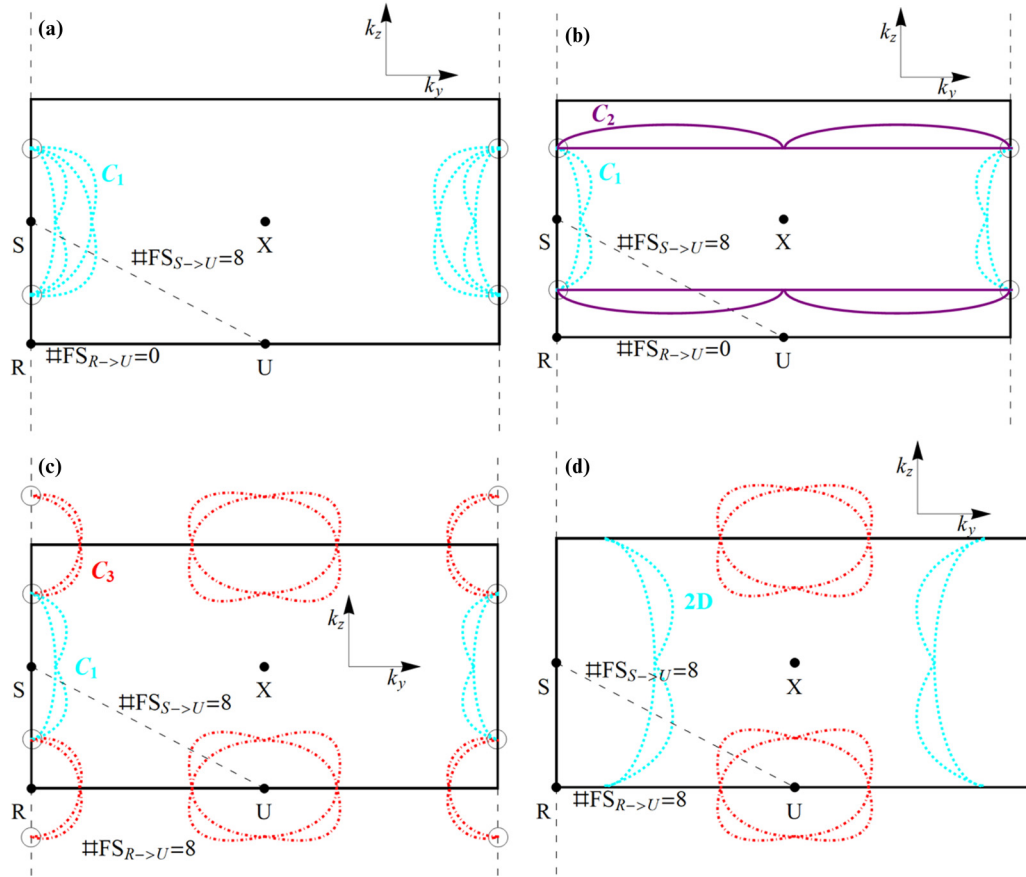 (a)
k_z
k_y
C_1
S
X
⌗FS_{S->U}=8
R
⌗FS_{R->U}=0
U
(b)
k_z
k_y
C_2
C_1
S
X
⌗FS_{S->U}=8
R
⌗FS_{R->U}=0
U
(c)
C_3
k_z
k_y
C_1
S
X
⌗FS_{S->U}=8
R
U
⌗FS_{R->U}=8
(d)
k_z
k_y
2D
S
⌗FS_{S->U}=8
X
R
⌗FS_{R->U}=8
U